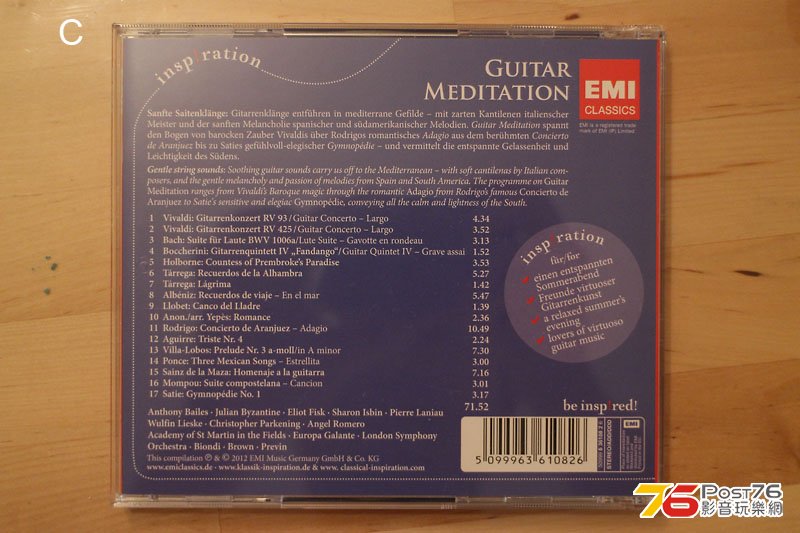 C
inspiration
GUITAR
MEDITATION
EMI
CLASSICS
EMI is a registered trade
mark of EMI (IP) Limited
Sanfte Saitenklänge: Gitarrenklänge entführen in mediterrane Gefilde – mit zarten Kantilenen italienischer
Meister und der sanften Melancholie spanischer und südamerikanischer Melodien. Guitar Meditation spannt
den Bogen von barocken Zauber Vivaldis über Rodrigos romantisches Adagio aus dem berühmten Concierto
de Aranjuez bis zu Saties gefühlvoll-elegischer Gymnopédie – und vermittelt die entspannte Gelassenheit und
Leichtigkeit des Südens.
Gentle string sounds: Soothing guitar sounds carry us off to the Mediterranean – with soft cantilenas by Italian com-
posers, and the gentle melancholy and passion of melodies from Spain and South America. The programme on Guitar
Meditation ranges from Vivaldi's Baroque magic through the romantic Adagio from Rodrigo's famous Concierto de
Aranjuez to Satie's sensitive and elegiac Gymnopédie, conveying all the calm and lightness of the South.
1 Vivaldi: Gitarrenkonzert RV 93/Guitar Concerto – Largo 4.34
2 Vivaldi: Gitarrenkonzert RV 425/Guitar Concerto – Largo 3.52
3 Bach: Suite für Laute BWV 1006a/Lute Suite – Gavotte en rondeau 3.13
4 Boccherini: Gitarrenquintett IV „Fandango“/Guitar Quintet IV – Grave assai 1.52
5 Holborne: Countess of Prembroke's Paradise 3.53
6 Tárrega: Recuerdos de la Alhambra 5.27
7 Tárrega: Lágrima 1.42
8 Albéniz: Recuerdos de viaje – En el mar 5.47
9 Llobet: Canco del Lladre 1.39
10 Anon./arr. Yepès: Romance 2.36
11 Rodrigo: Concierto de Aranjuez – Adagio 10.49
12 Aguirre: Triste Nr. 4 2.24
13 Villa-Lobos: Prelude Nr. 3 a-moll/in A minor 7.30
14 Ponce: Three Mexican Songs – Estrellita 3.00
15 Sainz de la Maza: Homenaje a la guitarra 7.16
16 Mompou: Suite compostelana – Cancion 3.01
17 Satie: Gymnopédie No. 1 3.17
71.52
inspiration
für/for
einen entspannten
Sommerabend
Freunde virtuoser
Gitarrenkunst
a relaxed summer's
evening
lovers of virtuoso
guitar music
be inspired!
Anthony Bailes · Julian Byzantine · Eliot Fisk · Sharon Isbin · Pierre Laniau
Wulfin Lieske · Christopher Parkening · Angel Romero
Academy of St Martin in the Fields · Europa Galante · London Symphony
Orchestra · Biondi · Brown · Previn
This compilation ℗ & © 2012 EMI Music Germany GmbH & Co. KG
www.emiclassics.de · www.klassik-inspiration.de & www.classical-inspiration.com
5 099963 610826
STEREO/ADD/DDD
EMI
76 Post76
影音玩樂網